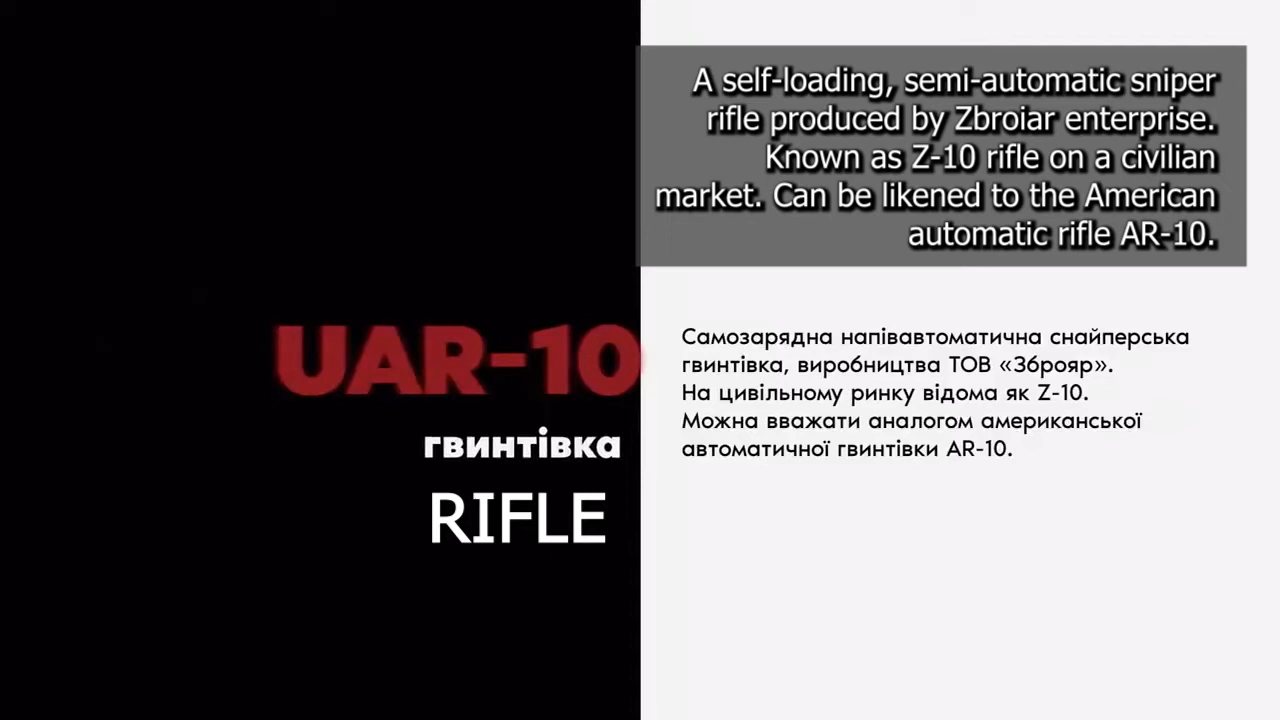 A self-loading, semi-automatic sniper
rifle produced by Zbroiar enterprise.
Known as Z-10 rifle on a civilian
market. Can be likened to the American
automatic rifle AR-10.
UAR-10
гвинтівка
RIFLE
Самозарядна напівавтоматична снайперська
гвинтівка, виробництва ТОВ «Зброяр».
На цивільному ринку відома як Z-10.
Можна вважати аналогом американської
автоматичної гвинтівки AR-10.